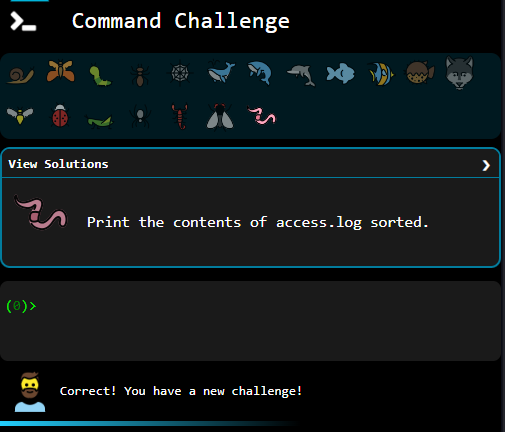 Command Challenge
View Solutions
Print the contents of access.log sorted.
(0)>
Correct! You have a new challenge!